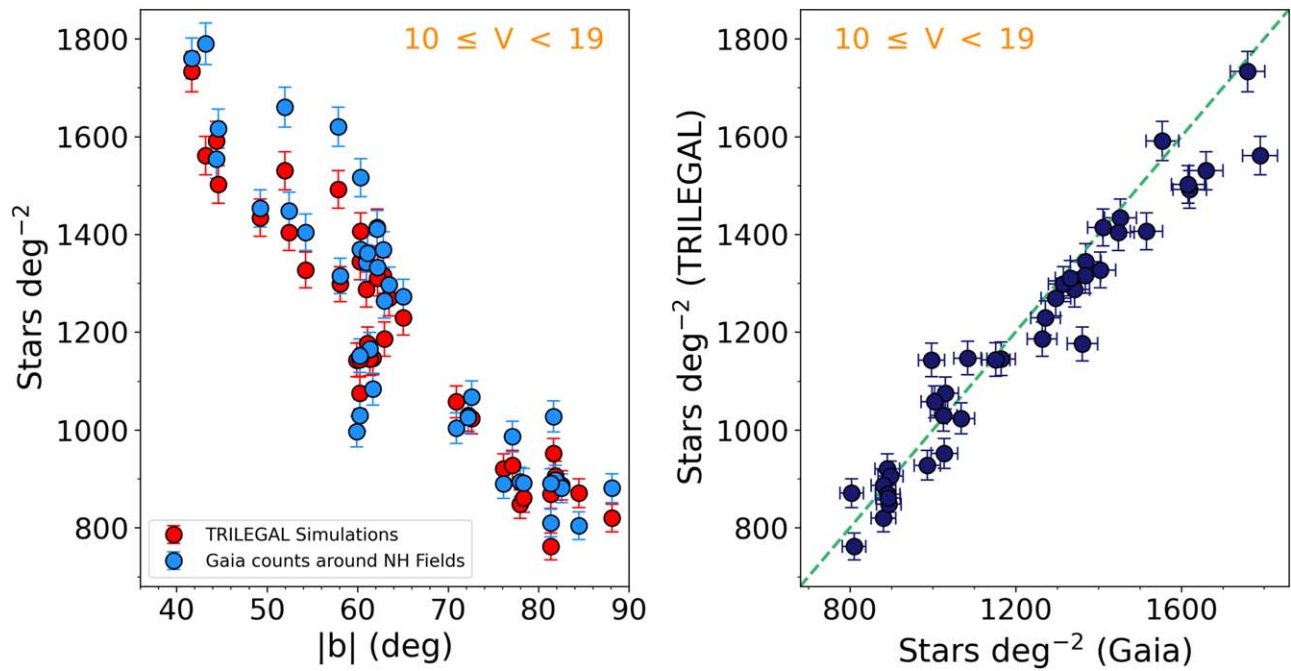 10 ≤ V < 19
1800
1600
1400
1200
1000
800
Stars deg⁻²
40 50 60 70 80 90
|b| (deg)
TRILEGAL Simulations
Gaia counts around NH Fields
10 ≤ V < 19
1800
1600
1400
1200
1000
800
Stars deg⁻² (TRILEGAL)
800 1200 1600
Stars deg⁻² (Gaia)